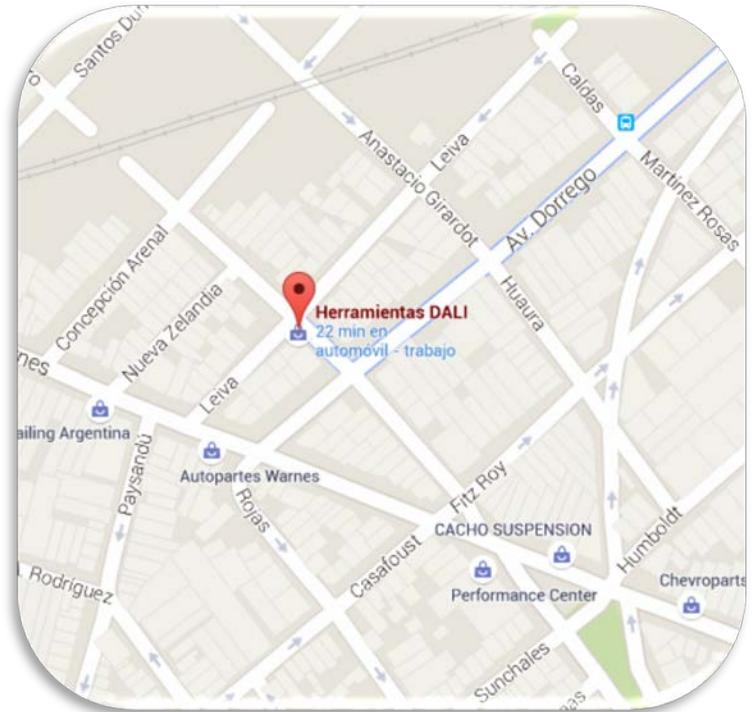 Santos Dum
Caldas
Anastacio Girardot
Leiva
Martinez Rosas
Av. Dorrego
Concepción Arenal
Nueva Zelandia
Huaura
Herramientas DALI
22 min en
automóvil - trabajo
nes
Leiva
ailing Argentina
Paysandú
Autopartes Warnes
Rojas
Fitz Roy
CACHO SUSPENSION
Humboldt
Casafoust
Performance Center
Chevroparts
. Rodríguez
Sunchales